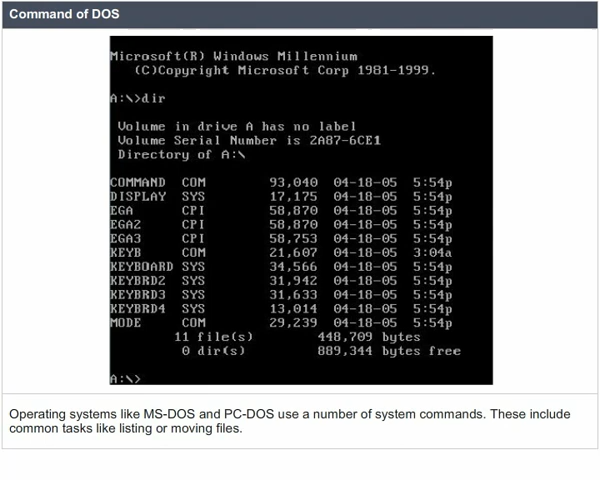 Command of DOS
Microsoft(R) Windows Millennium
(C)Copyright Microsoft Corp 1981-1999.
A:\>dir
Volume in drive A has no label
Volume Serial Number is 2A87-6CE1
Directory of A:\
COMMAND COM 93,040 04-18-05 5:54p
DISPLAY SYS 17,175 04-18-05 5:54p
EGA CPI 58,870 04-18-05 5:54p
EGA2 CPI 58,870 04-18-05 5:54p
EGA3 CPI 58,753 04-18-05 5:54p
KEYB COM 21,607 04-18-05 3:04a
KEYBOARD SYS 34,566 04-18-05 5:54p
KEYBRD2 SYS 31,942 04-18-05 5:54p
KEYBRD3 SYS 31,633 04-18-05 5:54p
KEYBRD4 SYS 13,014 04-18-05 5:54p
MODE COM 29,239 04-18-05 5:54p
11 file(s) 448,709 bytes
0 dir(s) 889,344 bytes free
A:\>
Operating systems like MS-DOS and PC-DOS use a number of system commands. These include
common tasks like listing or moving files.